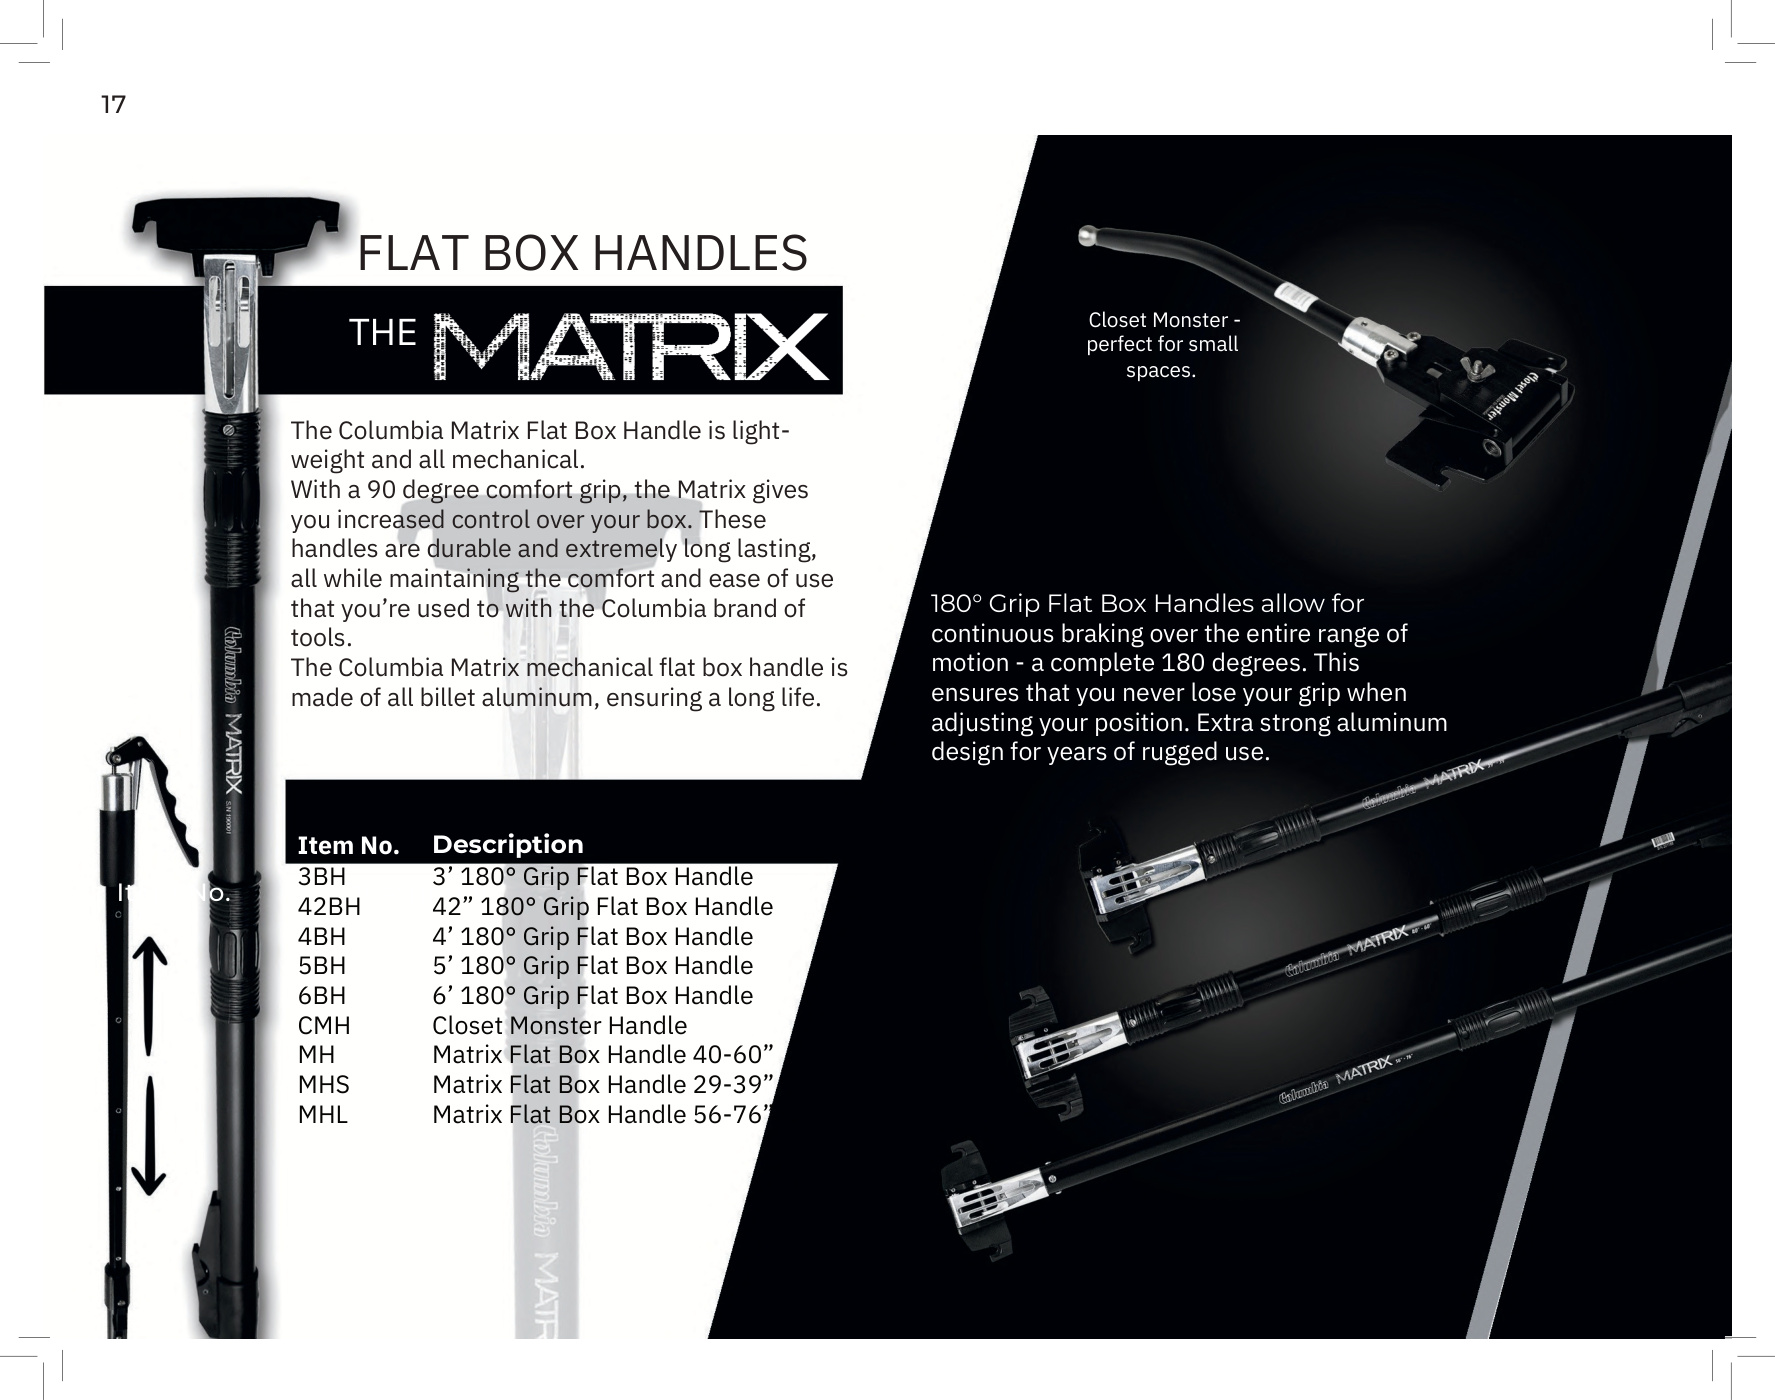 17
FLAT BOX HANDLES
THE MATRIX
The Columbia Matrix Flat Box Handle is light-
weight and all mechanical.
With a 90 degree comfort grip, the Matrix gives
you increased control over your box. These
handles are durable and extremely long lasting,
all while maintaining the comfort and ease of use
that you’re used to with the Columbia brand of
tools.
The Columbia Matrix mechanical flat box handle is
made of all billet aluminum, ensuring a long life.
Item No. Description
3BH 3’ 180° Grip Flat Box Handle
42BH 42” 180° Grip Flat Box Handle
4BH 4’ 180° Grip Flat Box Handle
5BH 5’ 180° Grip Flat Box Handle
6BH 6’ 180° Grip Flat Box Handle
CMH Closet Monster Handle
MH Matrix Flat Box Handle 40-60”
MHS Matrix Flat Box Handle 29-39”
MHL Matrix Flat Box Handle 56-76”
Columbia MATRIX
No.
Columbia MATR
Closet Monster -
perfect for small
spaces.
Closet Monster
180° Grip Flat Box Handles allow for
continuous braking over the entire range of
motion - a complete 180 degrees. This
ensures that you never lose your grip when
adjusting your position. Extra strong aluminum
design for years of rugged use.
Columbia MATRIX
Columbia MATRIX
Columbia MATRIX